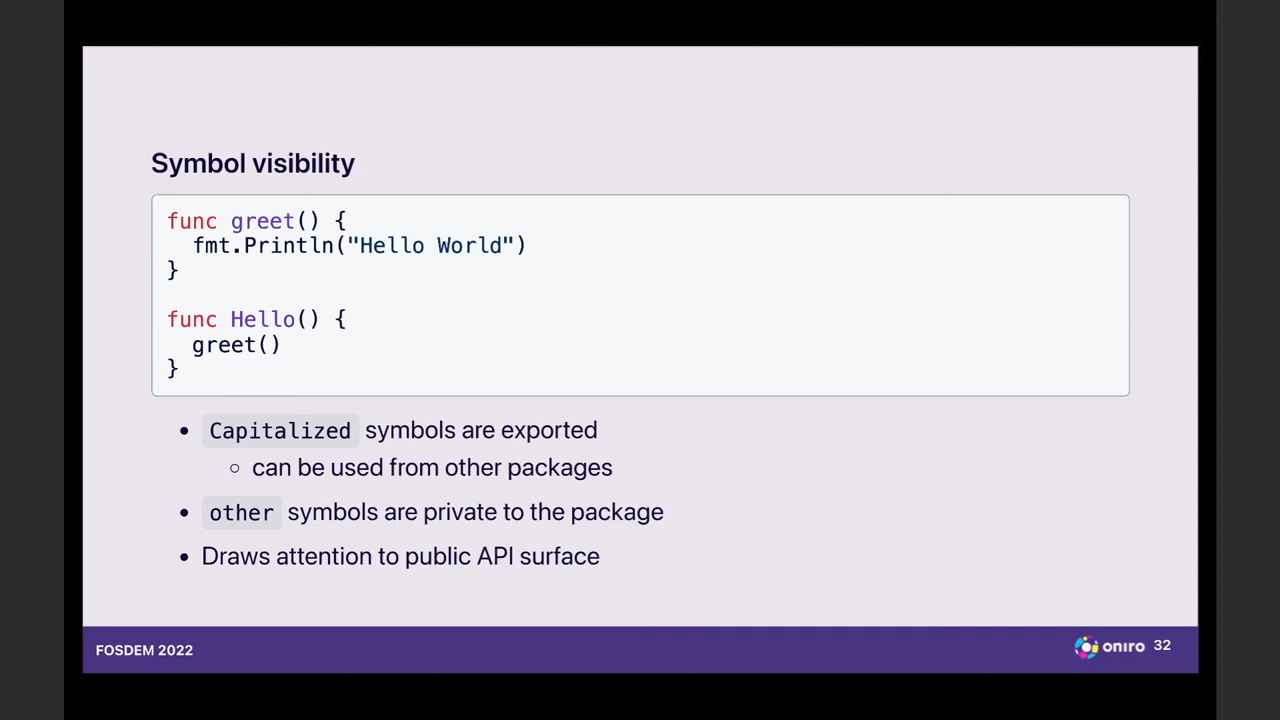 Symbol visibility
func greet() {
  fmt.Println("Hello World")
}
func Hello() {
  greet()
}
Capitalized symbols are exported
can be used from other packages
other symbols are private to the package
Draws attention to public API surface
FOSDEM 2022
oniro 32